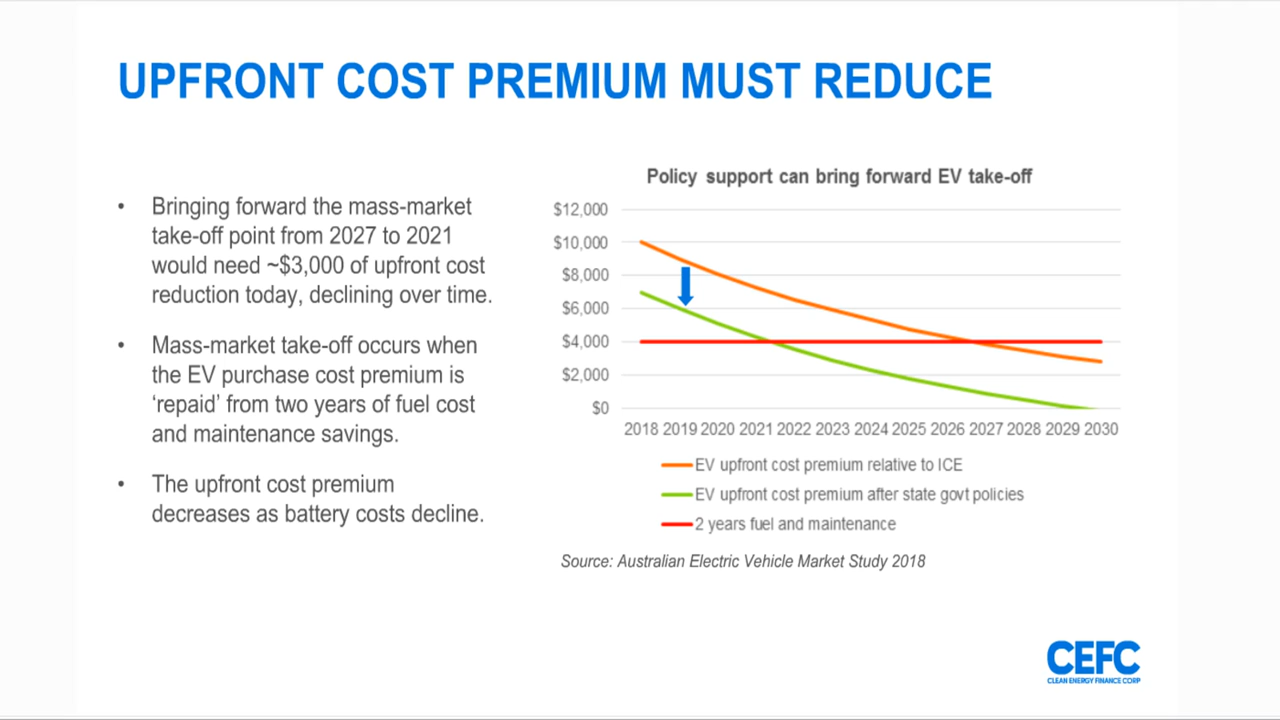 UPFRONT COST PREMIUM MUST REDUCE
• Bringing forward the mass-market
take-off point from 2027 to 2021
would need ~$3,000 of upfront cost
reduction today, declining over time.
• Mass-market take-off occurs when
the EV purchase cost premium is
‘repaid’ from two years of fuel cost
and maintenance savings.
• The upfront cost premium
decreases as battery costs decline.
Policy support can bring forward EV take-off
$12,000
$10,000
$8,000
$6,000
$4,000
$2,000
$0
2018 2019 2020 2021 2022 2023 2024 2025 2026 2027 2028 2029 2030
EV upfront cost premium relative to ICE
EV upfront cost premium after state govt policies
2 years fuel and maintenance
Source: Australian Electric Vehicle Market Study 2018
CEFC
CLEAN ENERGY FINANCE CORP